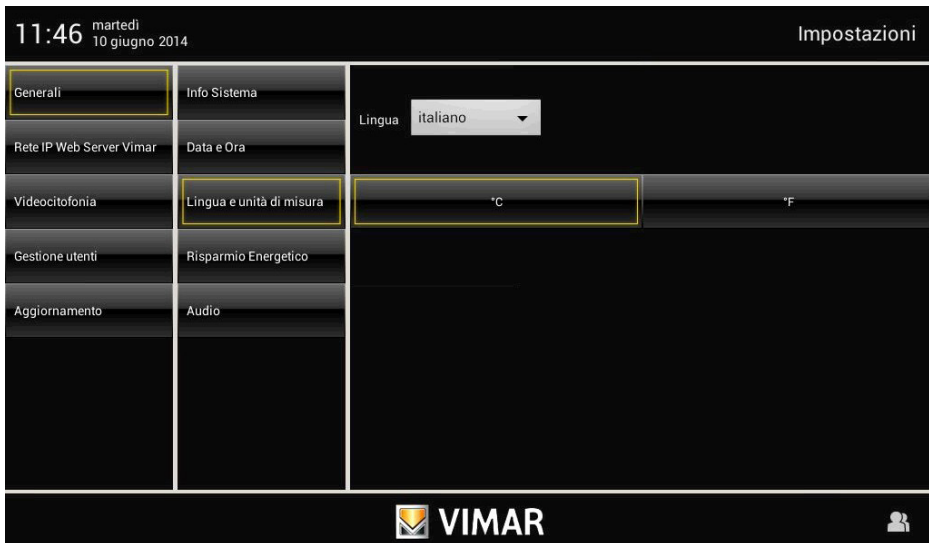 11:46 martedì
10 giugno 2014
Impostazioni
Generali
Rete IP Web Server Vimar
Videocitofonia
Gestione utenti
Aggiornamento
Info Sistema
Data e Ora
Lingua e unità di misura
Risparmio Energetico
Audio
Lingua italiano
°C °F
VIMAR